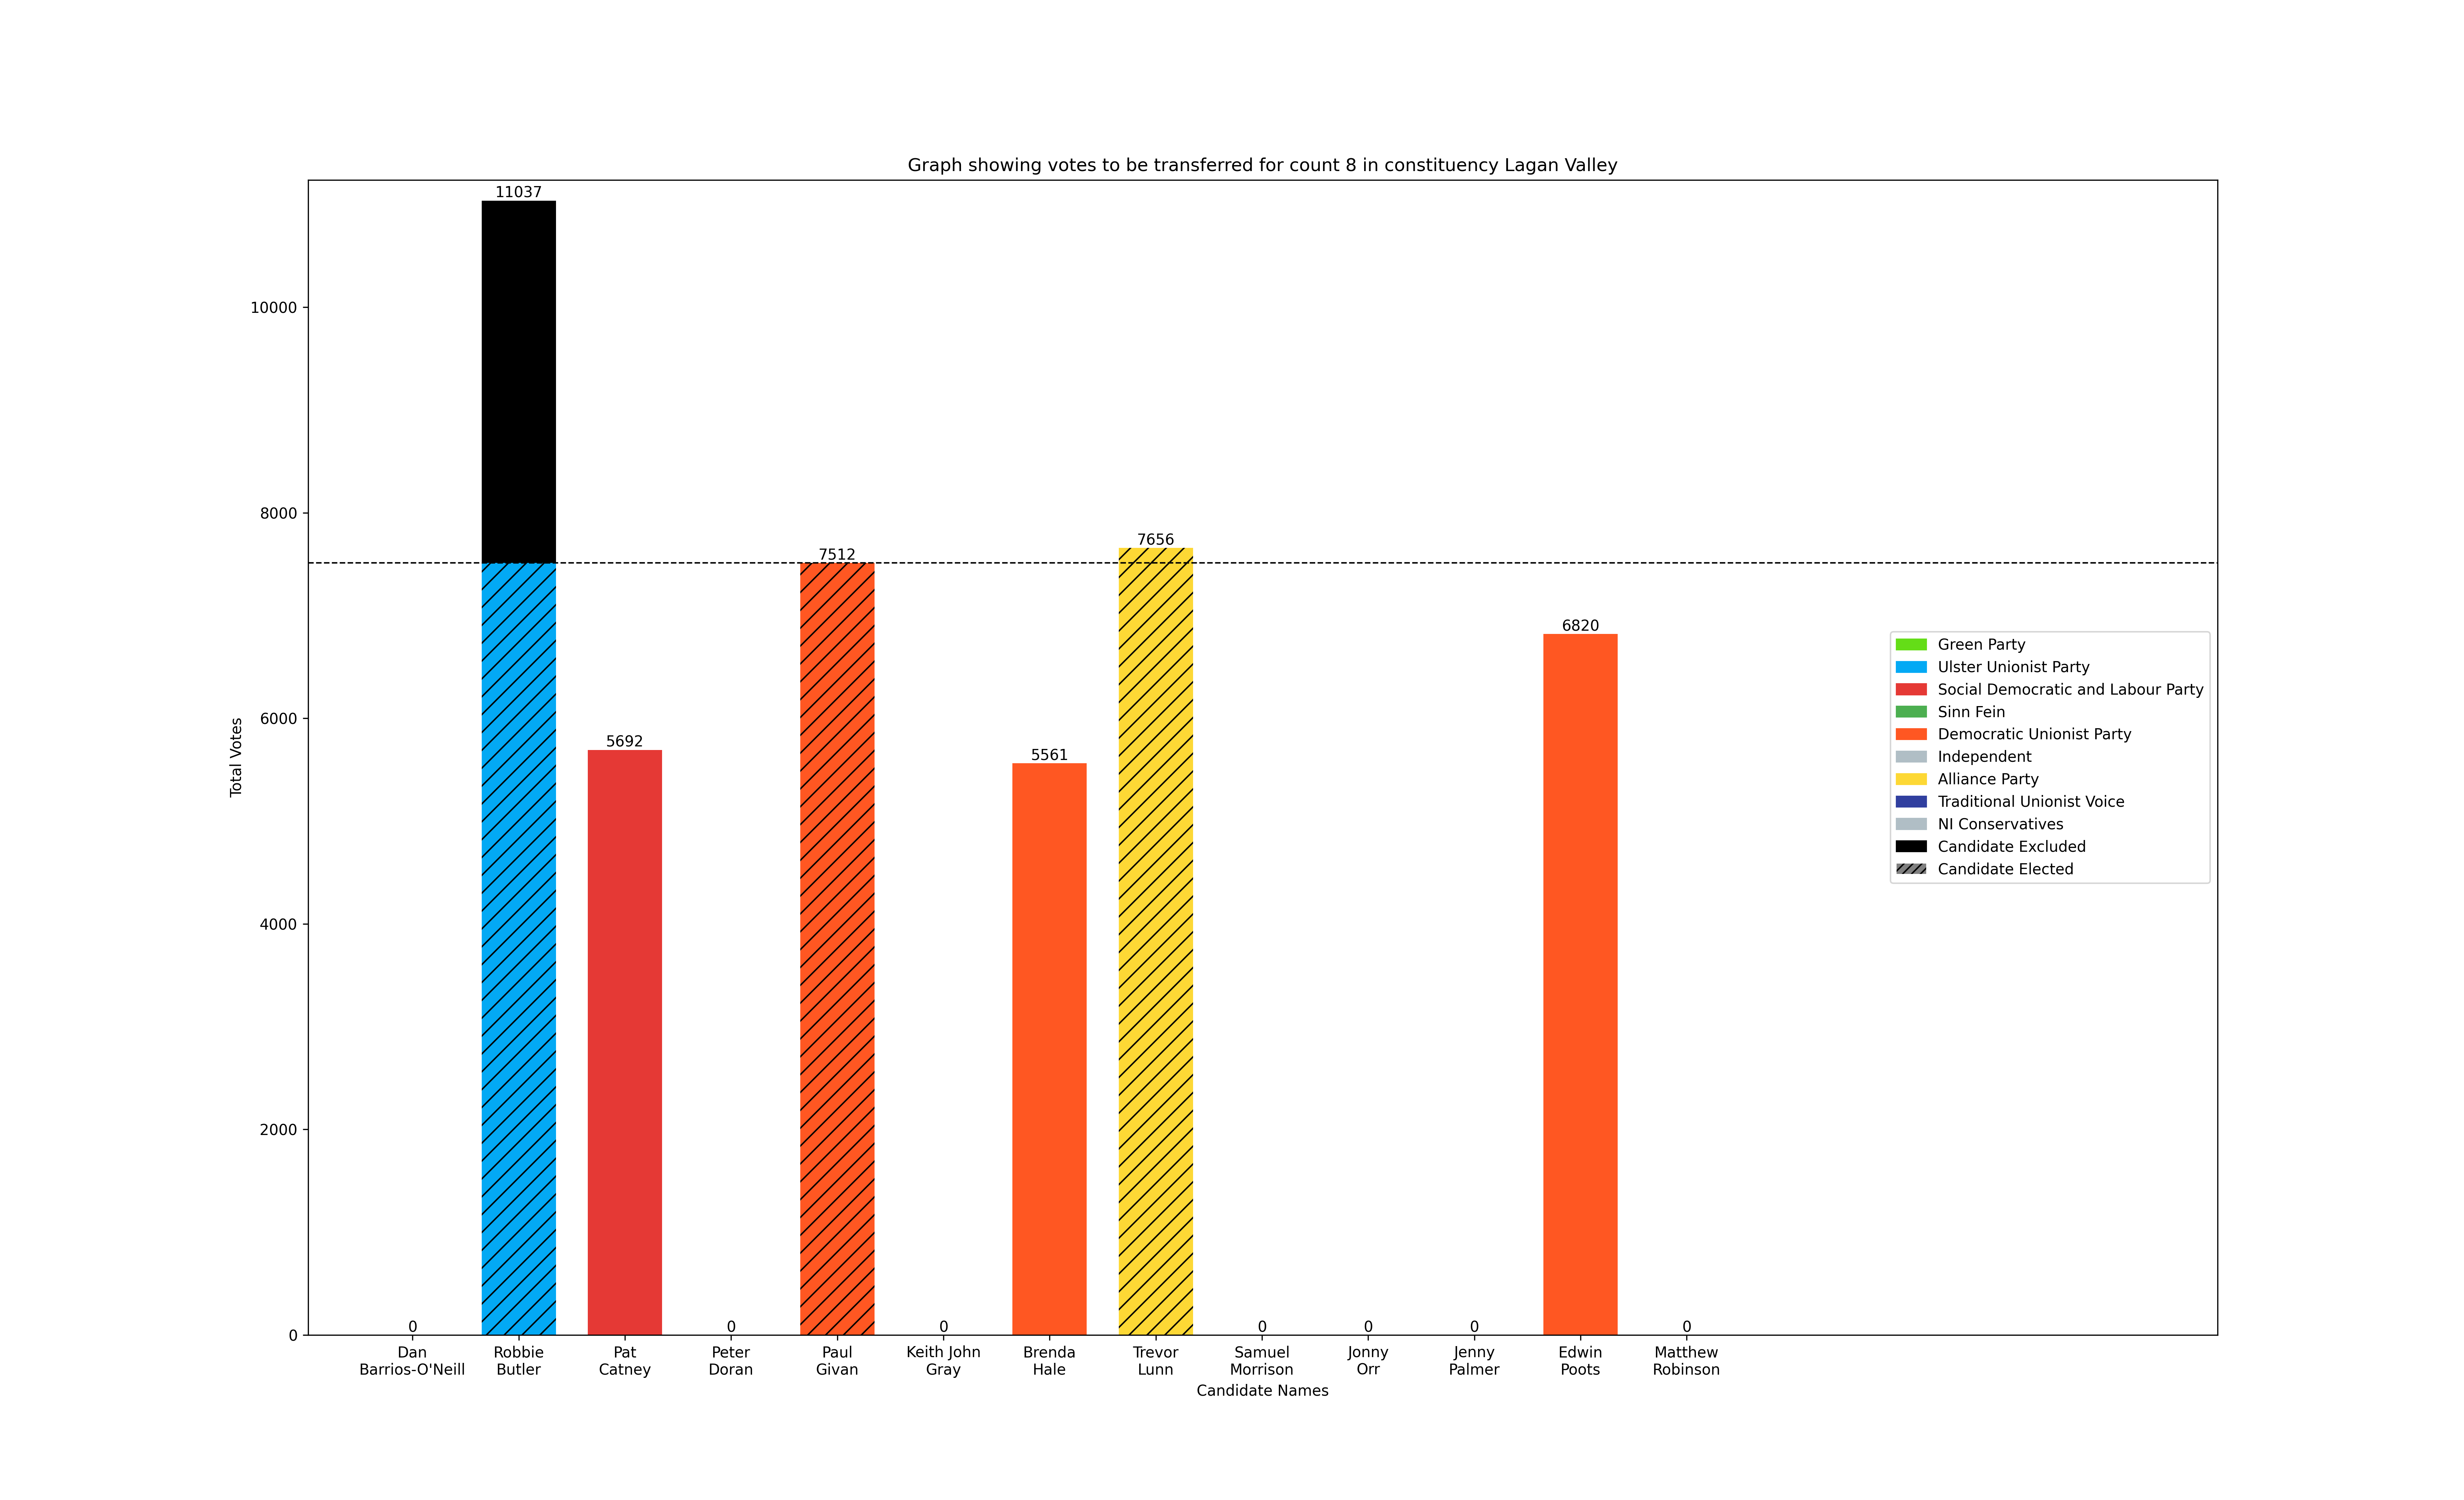 Graph showing votes to be transferred for count 8 in constituency Lagan Valley
11037
10000
8000
7656
7512
6820
6000
5692
5561
4000
2000
0
0
0
0
0
0
0
0
Total Votes
Green Party
Ulster Unionist Party
Social Democratic and Labour Party
Sinn Fein
Democratic Unionist Party
Independent
Alliance Party
Traditional Unionist Voice
NI Conservatives
Candidate Excluded
Candidate Elected
Dan
Barrios-O'Neill
Robbie
Butler
Pat
Catney
Peter
Doran
Paul
Givan
Keith John
Gray
Brenda
Hale
Trevor
Lunn
Samuel
Morrison
Jonny
Orr
Jenny
Palmer
Edwin
Poots
Matthew
Robinson
Candidate Names